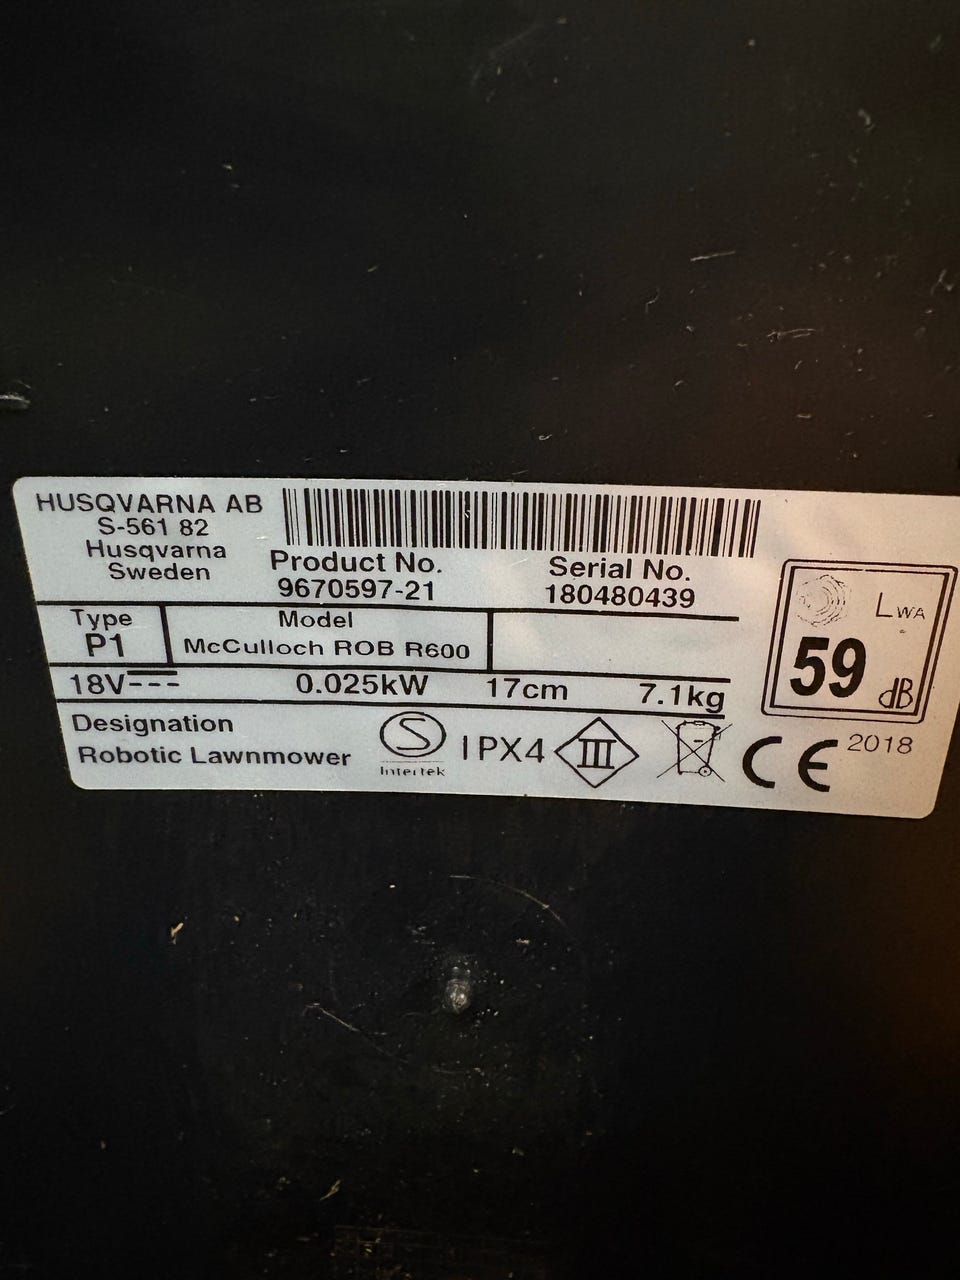 HUSQVARNA AB
S-561 82
Husqvarna
Sweden
Product No.
9670597-21
Serial No.
180480439
Type
P1
Model
McCulloch ROB R600
18V
0.025kW 17cm 7.1kg
Designation
Robotic Lawnmower
S
Intertek
IPX4
III
CE 2018
LWA
59 dB